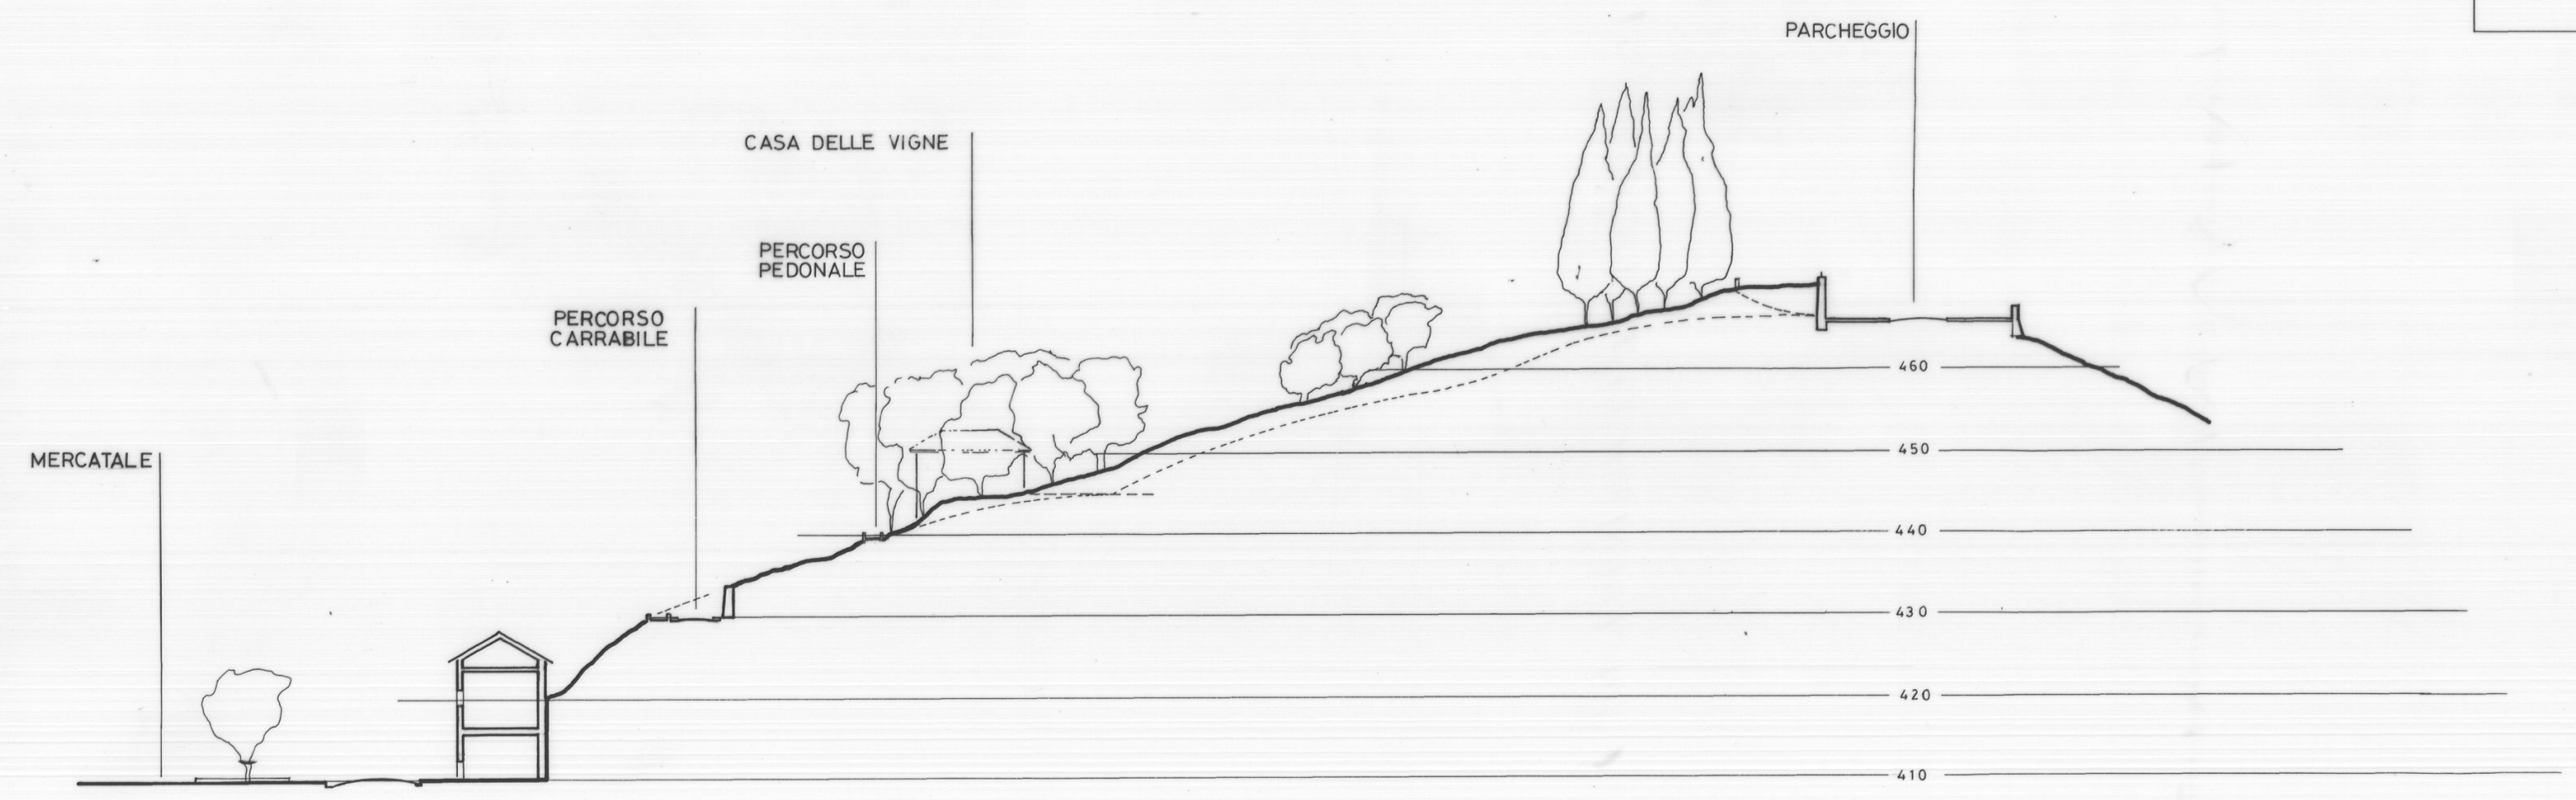 PARCHEGGIO
CASA DELLE VIGNE
PERCORSO
PEDONALE
PERCORSO
CARRABILE
MERCATALE
460
450
440
430
420
410